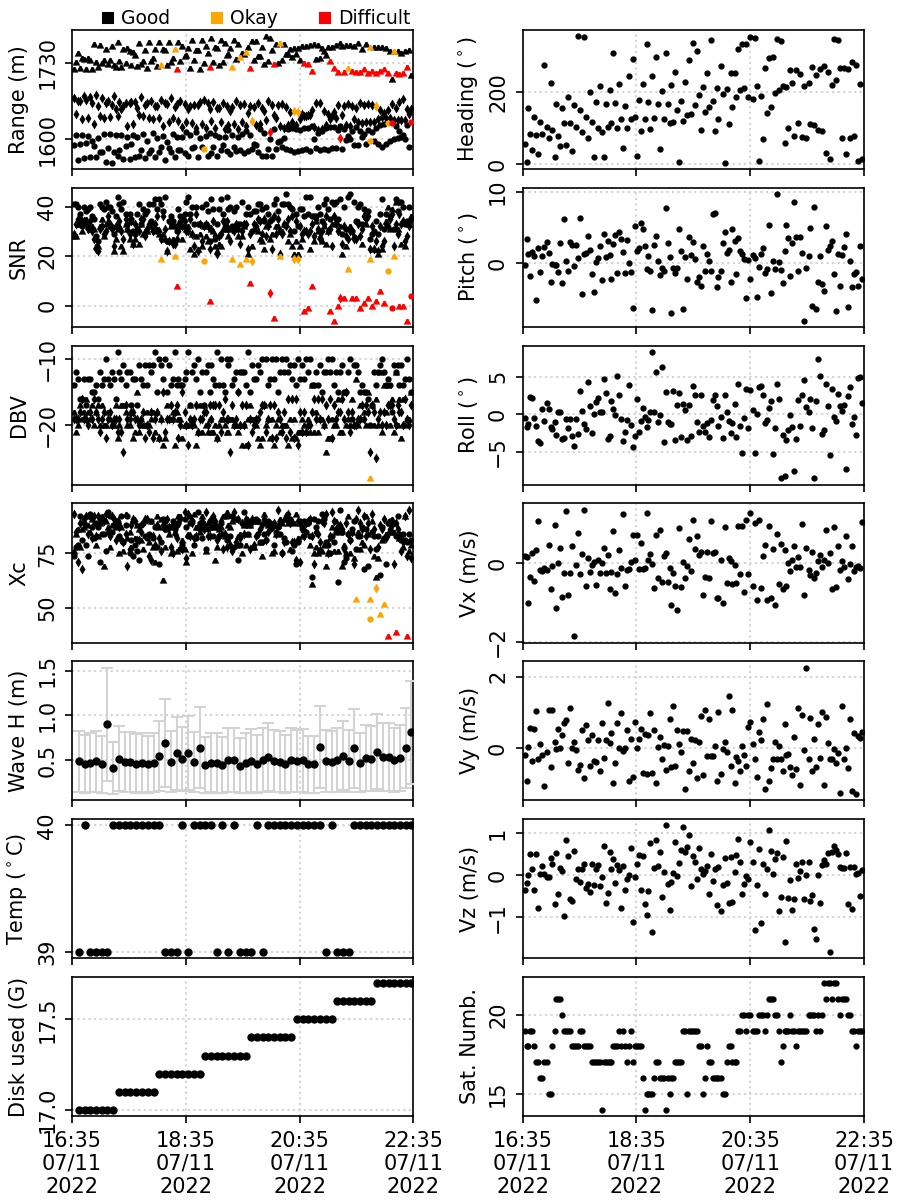 Good Okay Difficult
Range (m)
1730
1600
Heading (°)
200
0
SNR
40
20
0
Pitch (°)
10
0
DBV
−10
−20
Roll (°)
5
0
−5
Xc
75
50
Vx (m/s)
0
−2
Wave H (m)
1.5
1.0
0.5
Vy (m/s)
2
0
Temp (°C)
40
39
Vz (m/s)
1
0
−1
Disk used (G)
17.5
17.0
Sat. Numb.
20
15
16:35 18:35 20:35 22:35
07/11 07/11 07/11 07/11
2022 2022 2022 2022
16:35 18:35 20:35 22:35
07/11 07/11 07/11 07/11
2022 2022 2022 2022